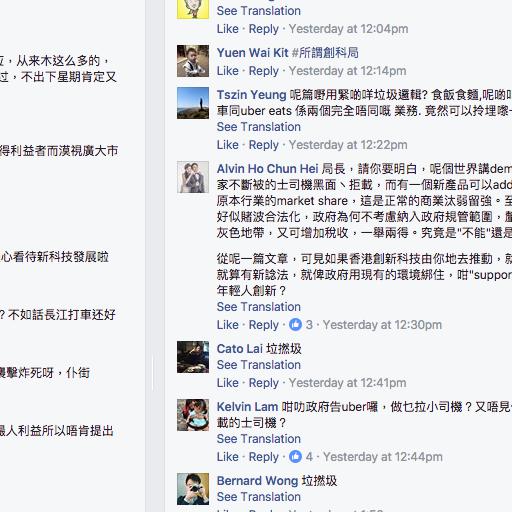 ，从来木这么多的，
过，不出下星期肯定又
得利益者而漠視廣大市
心看待新科技發展啦
？不如話長江打車还好
襲擊炸死呀，仆街
最人利益所以唔肯提出
See Translation
Like · Reply · Yesterday at 12:04pm
Yuen Wai Kit #所謂創科局
Like · Reply · Yesterday at 12:14pm
Tszin Yeung 呢篇嘢用緊啲咩垃圾邏輯? 食飯食麵,呢啲
車同uber eats 係兩個完全唔同嘅 業務. 竟然可以拎埋嚟
See Translation
Like · Reply · Yesterday at 12:22pm
Alvin Ho Chun Hei 局長，請你要明白，呢個世界講dem
家不斷被的士司機黑面、拒載，而有一個新產品可以add
原本行業的market share，這是正常的商業汰弱留強。至
好似賭波合法化，政府為何不考慮納入政府規管範圍，
灰色地帶，又可增加稅收，一舉兩得。究竟是"不能"還是
從呢一篇文章，可見如果香港創新科技由你地去推動，就
就算有新諗法，就俾政府用現有的環境綁住，咁"suppor
年輕人創新？
See Translation
Like · Reply · 3 · Yesterday at 12:30pm
Cato Lai 垃撚圾
See Translation
Like · Reply · Yesterday at 12:41pm
Kelvin Lam 咁叻政府告uber囉，做乜拉小司機？又唔見
載的士司機？
See Translation
Like · Reply · 4 · Yesterday at 12:44pm
Bernard Wong 垃撚圾
See Translation